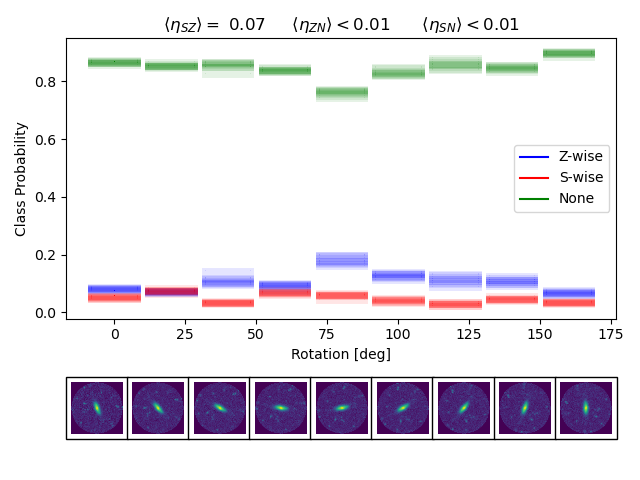 ⟨η_SZ⟩ = 0.07 ⟨η_ZN⟩ < 0.01 ⟨η_SN⟩ < 0.01
0.8
0.6
0.4
0.2
0.0
Class Probability
Z-wise
S-wise
None
0 25 50 75 100 125 150 175
Rotation [deg]